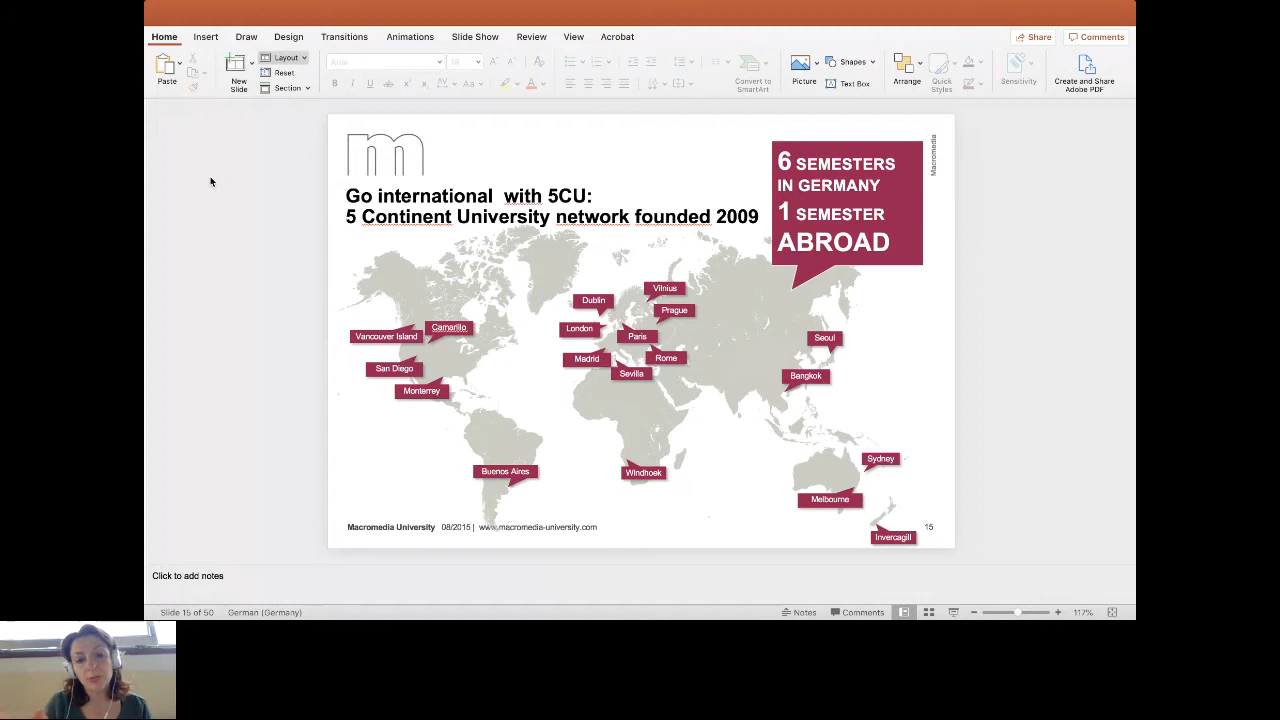 Home Insert Draw Design Transitions Animations Slide Show Review View Acrobat
Share Comments
Paste
New
Slide
Layout
Reset
Section
Arial
18
Convert to
SmartArt
Picture
Shapes
Text Box
Arrange
Quick
Styles
Sensitivity
Create and Share
Adobe PDF
m
Macromedia
6 SEMESTERS
IN GERMANY
1 SEMESTER
ABROAD
Go international with 5CU:
5 Continent University network founded 2009
Vilnius
Dublin
Prague
Camarillo
London
Vancouver Island
Paris
Seoul
Madrid
Rome
San Diego
Sevilla
Bangkok
Monterrey
Sydney
Buenos Aires
Windhoek
Melbourne
Macromedia University 08/2015 | www.macromedia-university.com
15
Invercagill
Click to add notes
Slide 15 of 50 German (Germany)
Notes Comments 117%